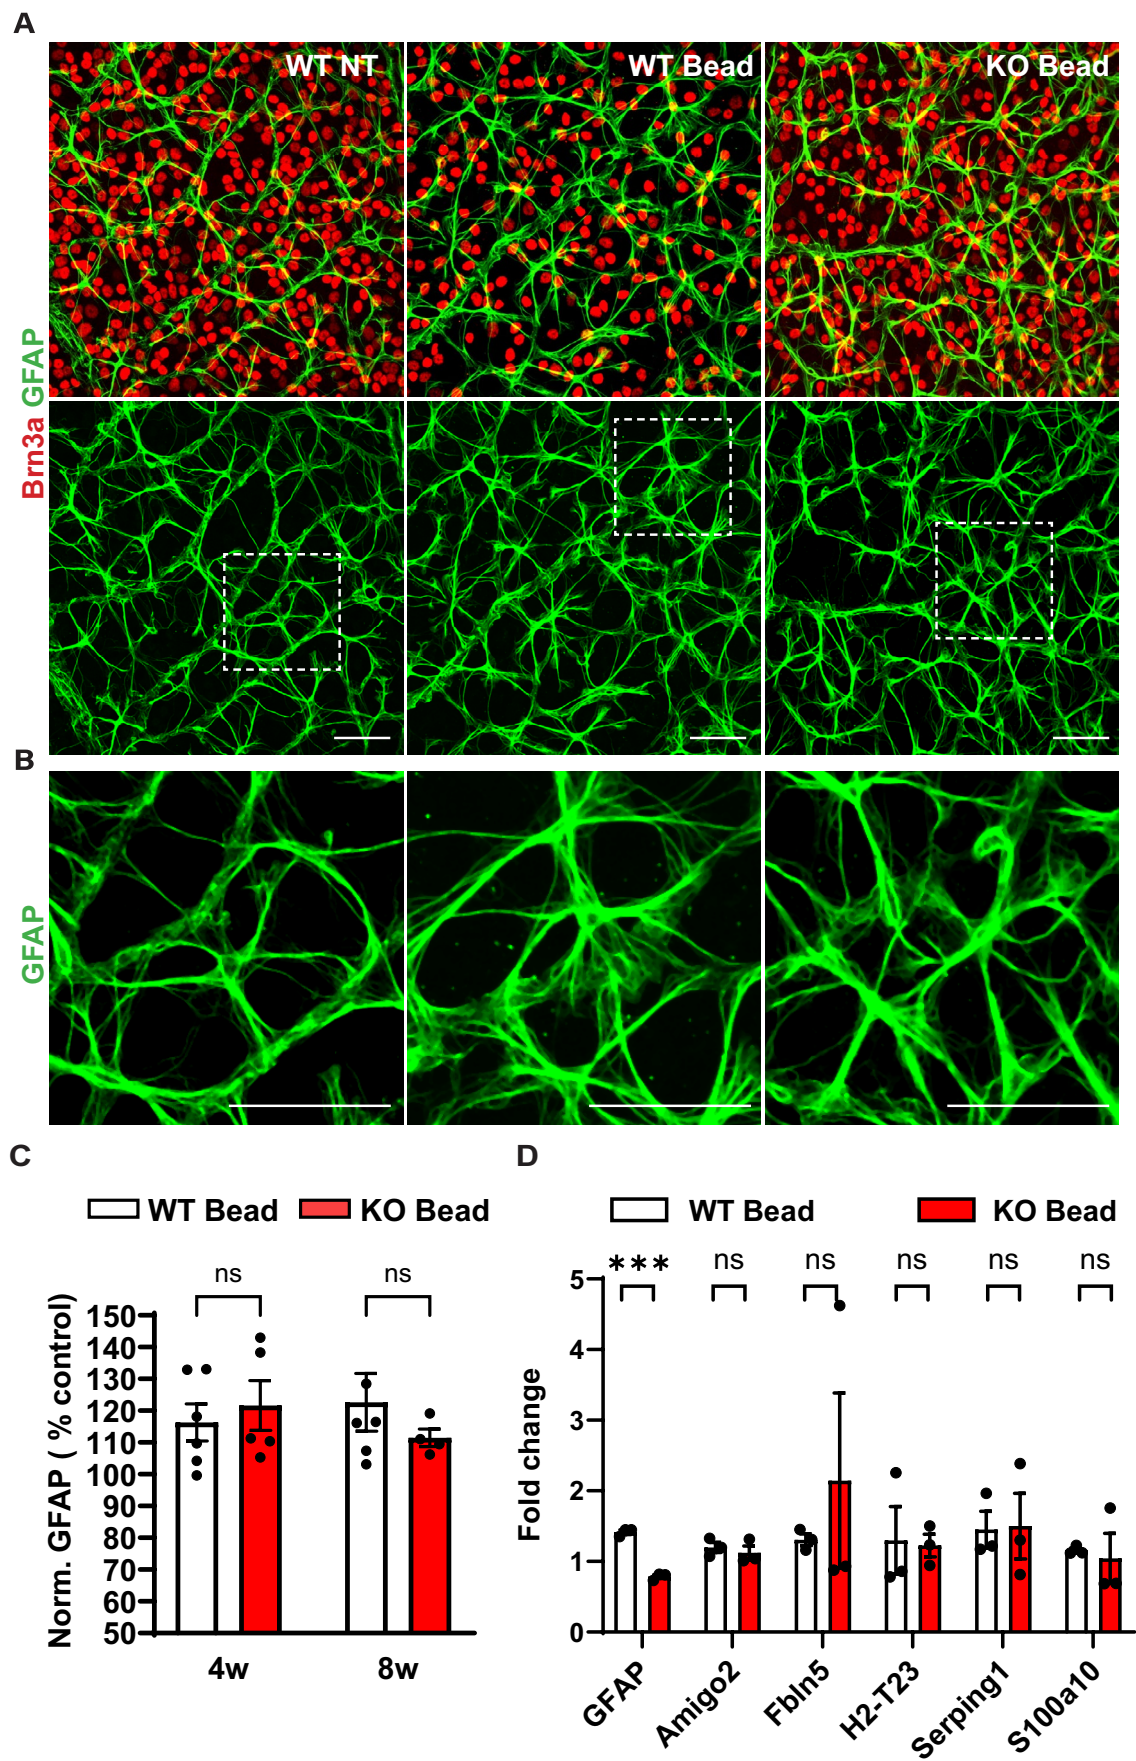 A
WT NT
WT Bead
KO Bead
Brn3a GFAP
B
GFAP
C
WT Bead
KO Bead
ns
ns
Norm. GFAP ( % control)
150
140
130
120
110
100
90
80
70
60
50
4w
8w
D
WT Bead
KO Bead
***
ns
ns
ns
ns
ns
Fold change
5
4
3
2
1
0
GFAP
Amigo2
Fbln5
H2-T23
Serping1
S100a10